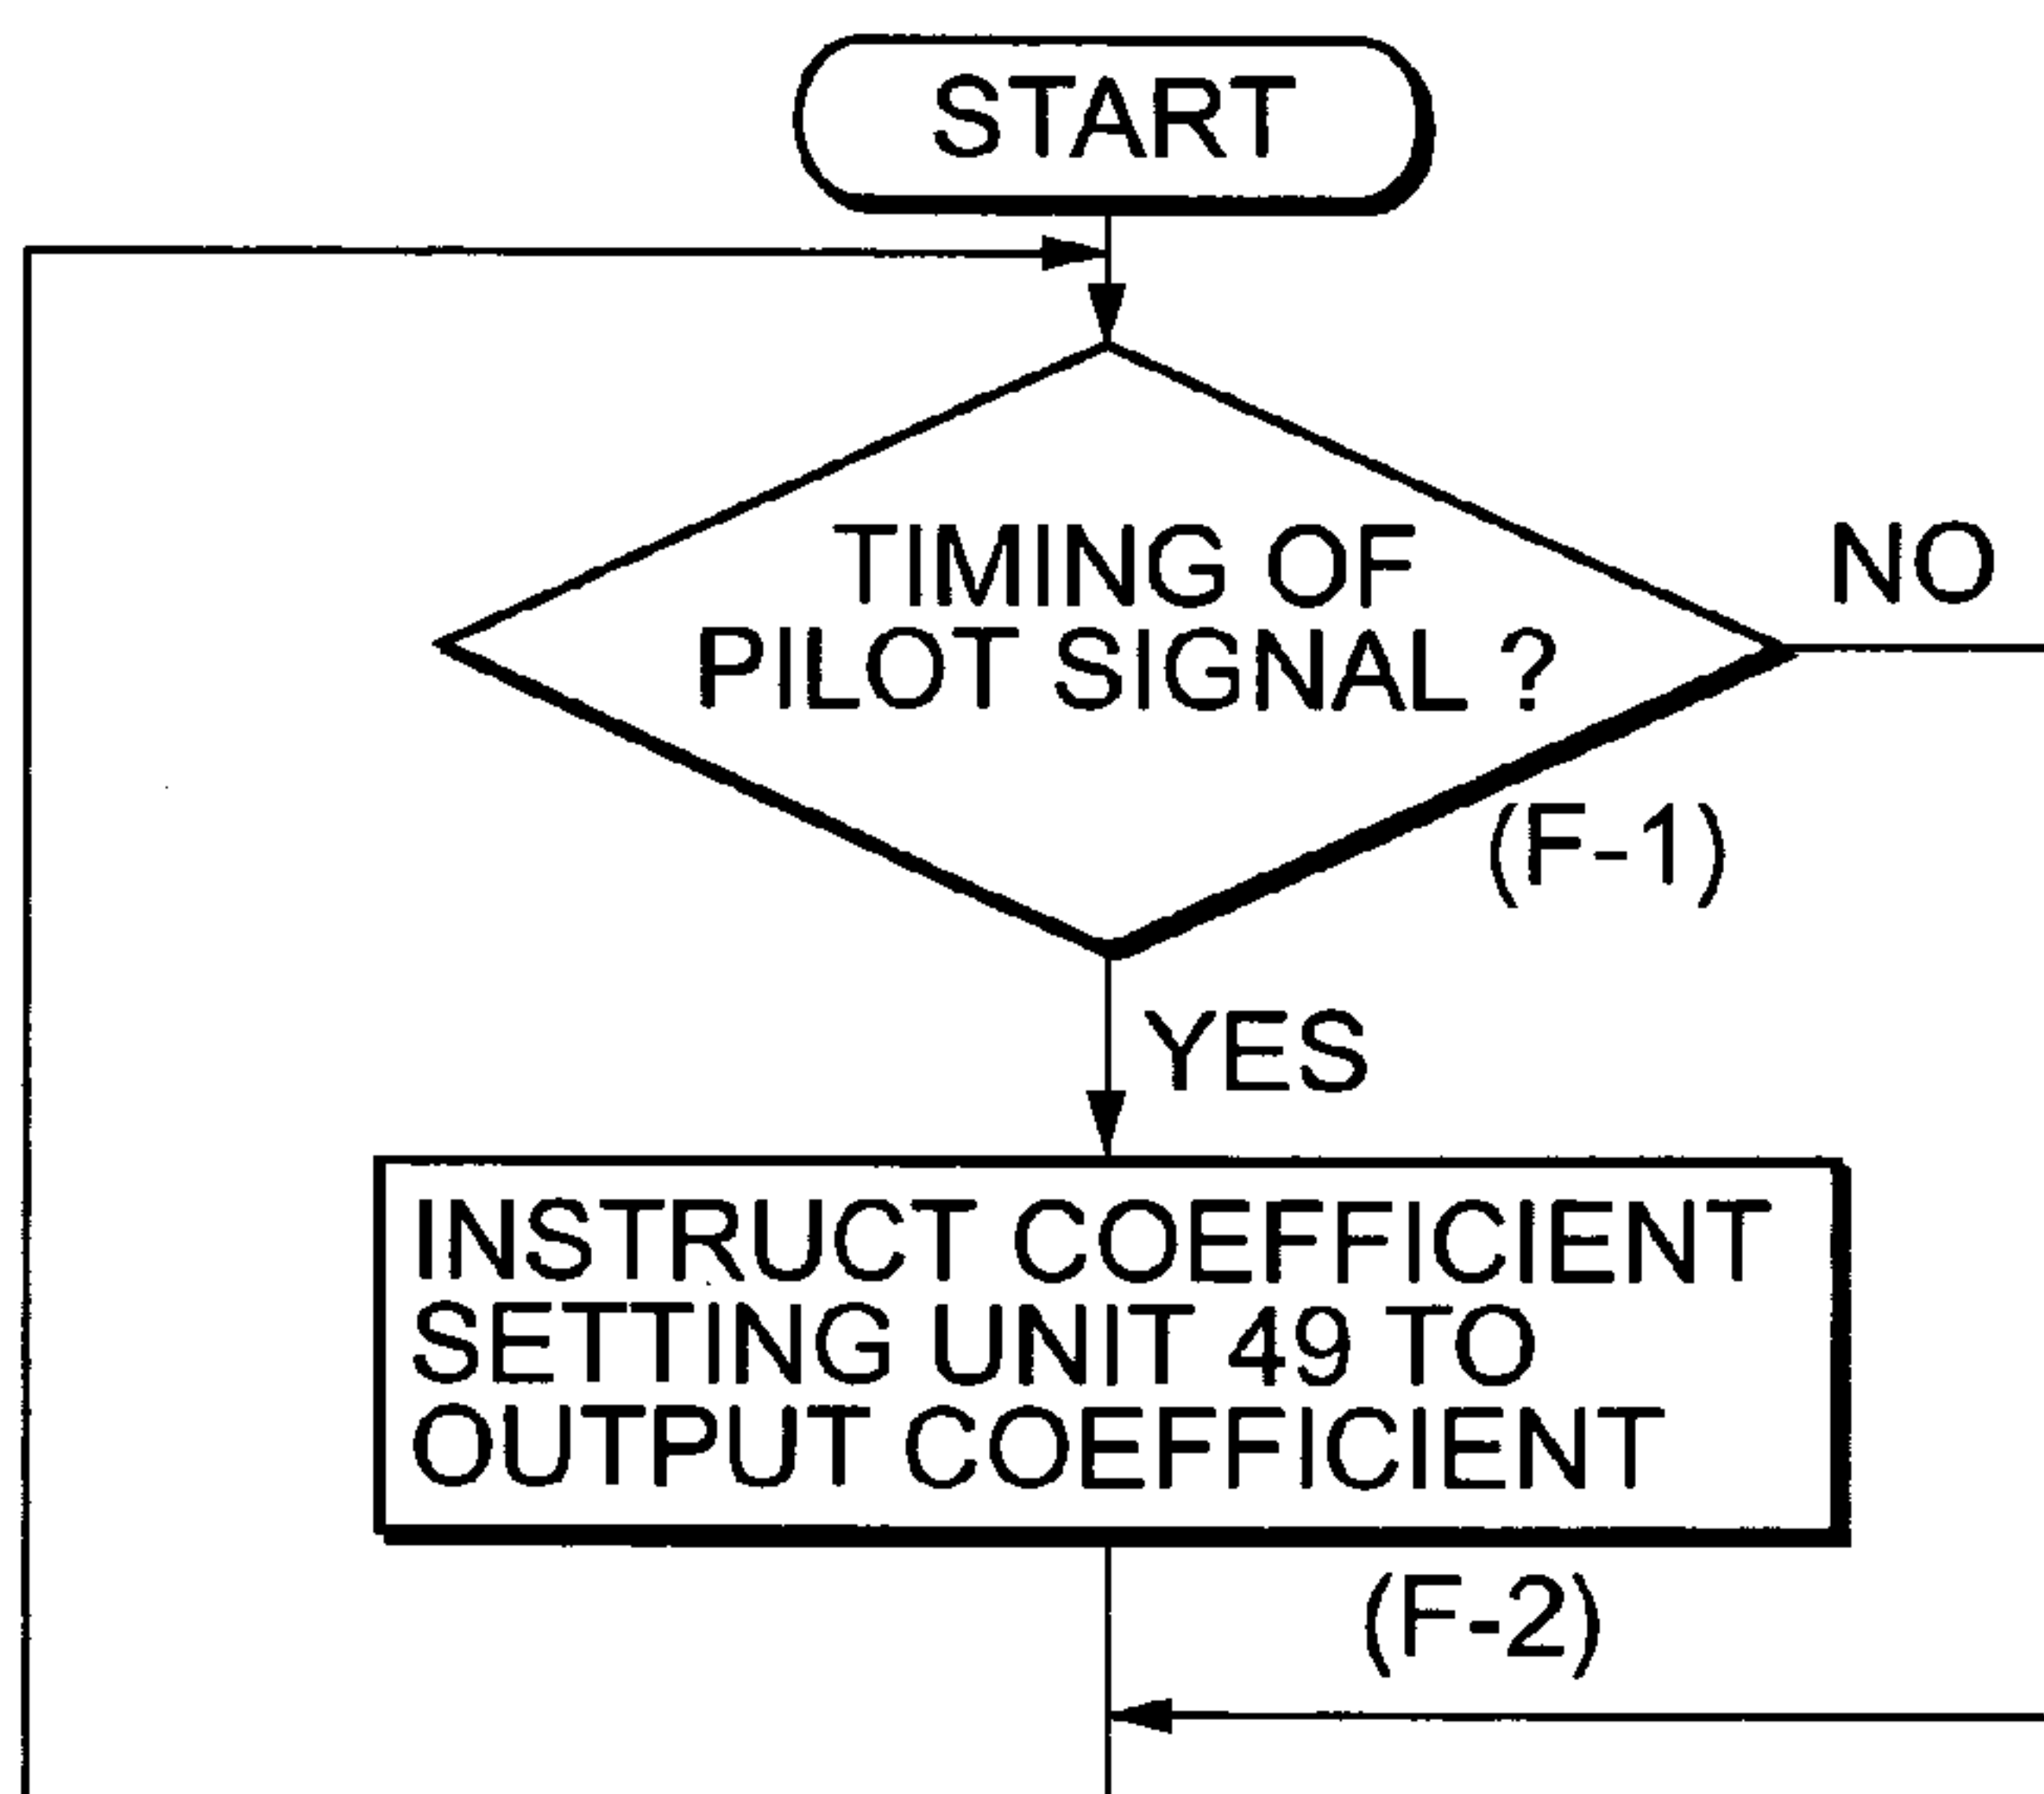 START
TIMING OF
PILOT SIGNAL ?
NO
(F-1)
YES
INSTRUCT COEFFICIENT
SETTING UNIT 49 TO
OUTPUT COEFFICIENT
(F-2)